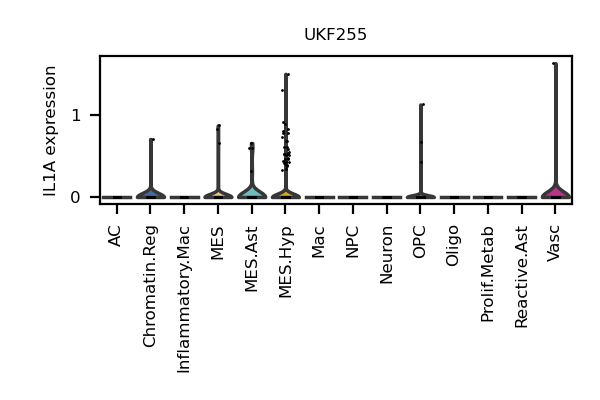 UKF255
IL1A expression
1
0
AC
Chromatin.Reg
Inflammatory.Mac
MES
MES.Ast
MES.Hyp
Mac
NPC
Neuron
OPC
Oligo
Prolif.Metab
Reactive.Ast
Vasc